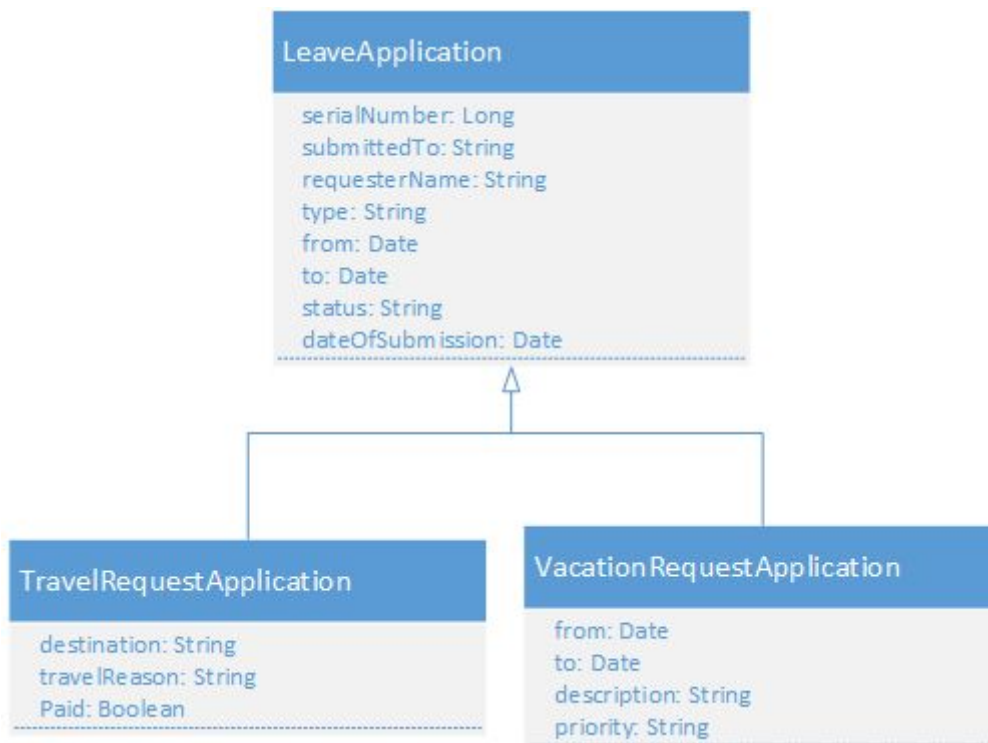 LeaveApplication
serialNumber: Long
submittedTo: String
requesterName: String
type: String
from: Date
to: Date
status: String
dateOfSubmission: Date
TravelRequestApplication
destination: String
travelReason: String
Paid: Boolean
VacationRequestApplication
from: Date
to: Date
description: String
priority: String